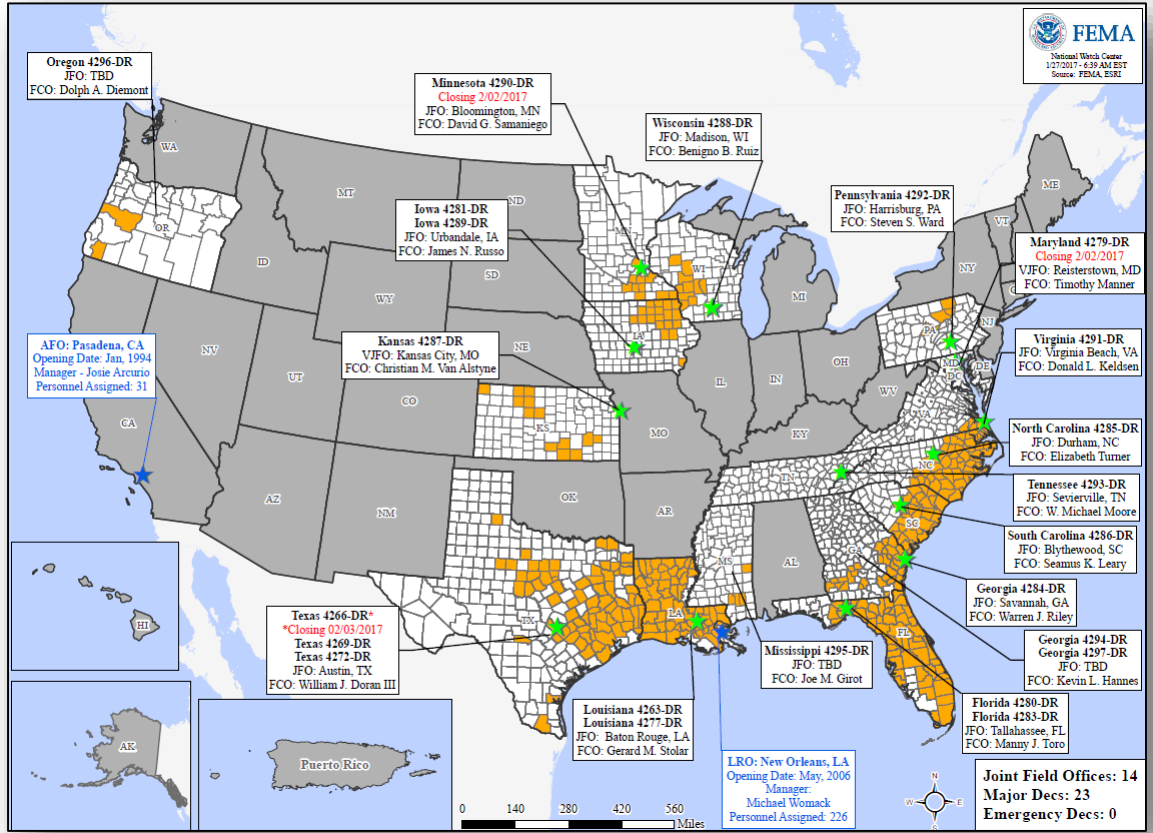 FEMA
National Watch Center
1/27/2017 - 6:39 AM EST
Source: FEMA, ESRI
Oregon 4296-DR
JFO: TBD
FCO: Dolph A. Diemont
Minnesota 4290-DR
Closing 2/02/2017
JFO: Bloomington, MN
FCO: David G. Samaniego
Wisconsin 4288-DR
JFO: Madison, WI
FCO: Benigno B. Ruiz
Pennsylvania 4292-DR
JFO: Harrisburg, PA
FCO: Steven S. Ward
Iowa 4281-DR
Iowa 4289-DR
JFO: Urbandale, IA
FCO: James N. Russo
Maryland 4279-DR
Closing 2/02/2017
VJFO: Reisterstown, MD
FCO: Timothy Manner
Kansas 4287-DR
VJFO: Kansas City, MO
FCO: Christian M. Van Alstyne
AFO: Pasadena, CA
Opening Date: Jan, 1994
Manager - Josie Arcurio
Personnel Assigned: 31
Virginia 4291-DR
JFO: Virginia Beach, VA
FCO: Donald L. Keldsen
North Carolina 4285-DR
JFO: Durham, NC
FCO: Elizabeth Turner
Tennessee 4293-DR
JFO: Sevierville, TN
FCO: W. Michael Moore
South Carolina 4286-DR
JFO: Blythewood, SC
FCO: Seamus K. Leary
Georgia 4284-DR
JFO: Savannah, GA
FCO: Warren J. Riley
Georgia 4294-DR
Georgia 4297-DR
JFO: TBD
FCO: Kevin L. Hannes
Texas 4266-DR*
*Closing 02/03/2017
Texas 4269-DR
Texas 4272-DR
JFO: Austin, TX
FCO: William J. Doran III
Mississippi 4295-DR
JFO: TBD
FCO: Joe M. Girot
Louisiana 4263-DR
Louisiana 4277-DR
JFO: Baton Rouge, LA
FCO: Gerard M. Stolar
Florida 4280-DR
Florida 4283-DR
JFO: Tallahassee, FL
FCO: Manny J. Toro
LRO: New Orleans, LA
Opening Date: May, 2006
Manager:
Michael Womack
Personnel Assigned: 226
WA
MT
ND
MN
ME
VT
OR
ID
SD
WI
MI
NY
WY
IA
PA
NJ
NV
NE
IL
IN
OH
MD
DE
DC
UT
CO
WV
VA
CA
KS
MO
KY
AZ
NM
OK
AR
TN
NC
SC
TX
LA
MS
AL
GA
FL
HI
AK
Puerto Rico
0 140 280 420 560
Miles
N
W E
S
Joint Field Offices: 14
Major Decs: 23
Emergency Decs: 0